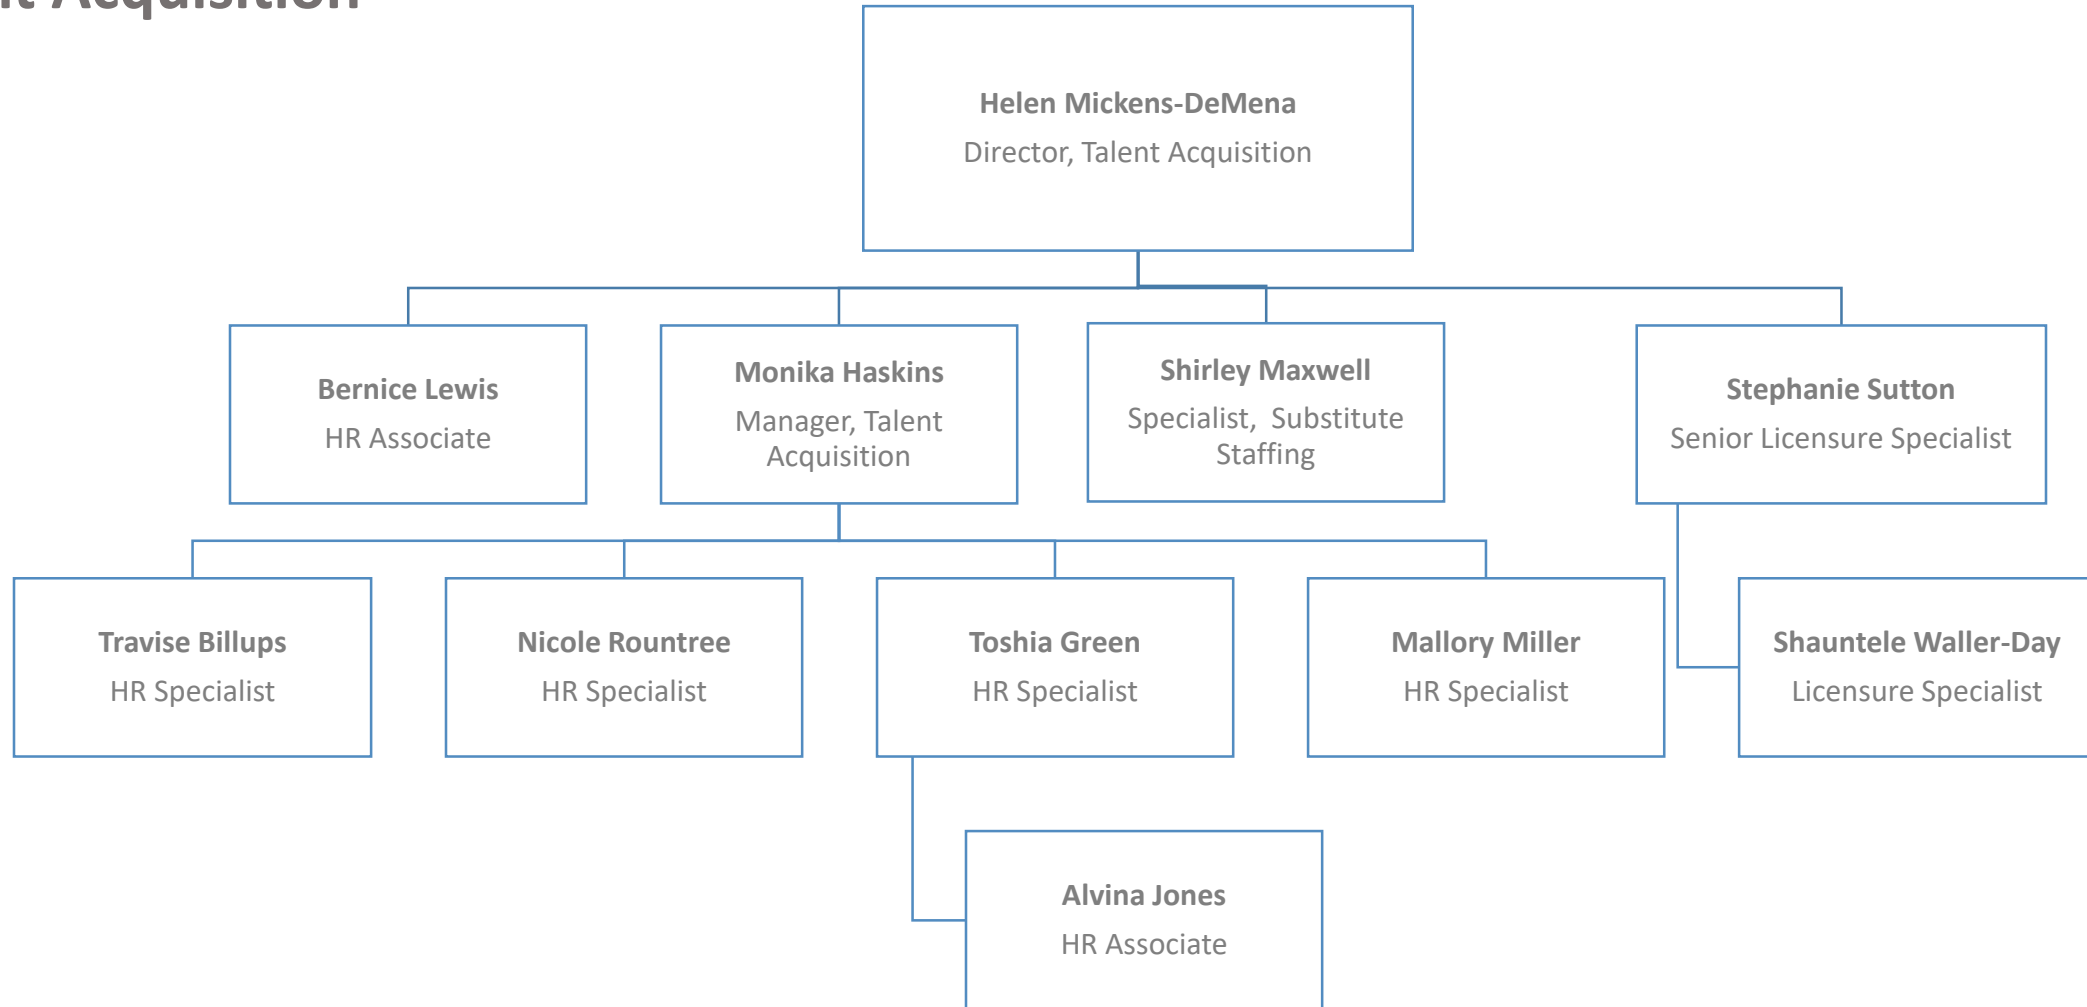 Acquisition
Helen Mickens-DeMena
Director, Talent Acquisition
Bernice Lewis
HR Associate
Monika Haskins
Manager, Talent
Acquisition
Shirley Maxwell
Specialist, Substitute
Staffing
Stephanie Sutton
Senior Licensure Specialist
Travise Billups
HR Specialist
Nicole Rountree
HR Specialist
Toshia Green
HR Specialist
Mallory Miller
HR Specialist
Shauntele Waller-Day
Licensure Specialist
Alvina Jones
HR Associate